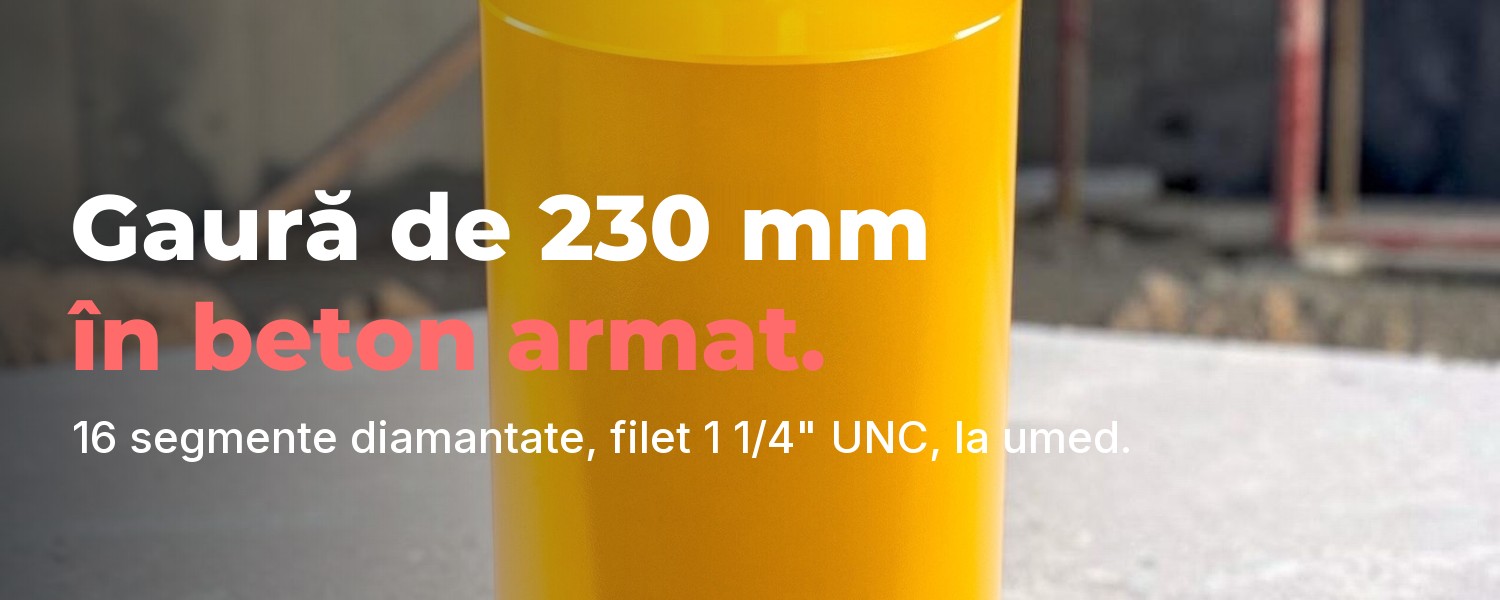 Gaură de 230 mm
în beton armat.
16 segmente diamantate, filet 1 1/4" UNC, la umed.